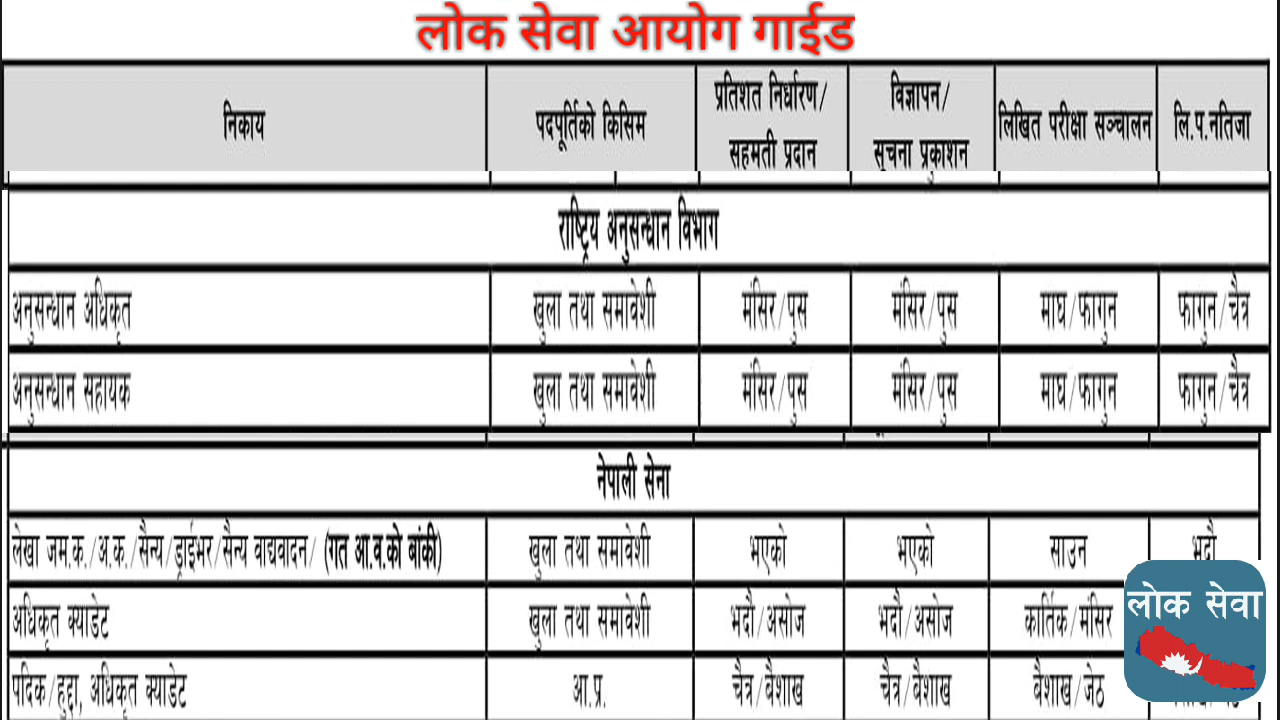 लोक सेवा आयोग गाईड
निकाय पदपूर्तिको किसिम प्रतिशत निर्धारण/ सहमती प्रदान विज्ञापन/ सूचना प्रकाशन लिखित परीक्षा सञ्चालन लि.प.नतिजा
राष्ट्रिय अनुसन्धान विभाग
अनुसन्धान अधिकृत खुला तथा समावेशी मंसिर/पुस मंसिर/पुस माघ/फागुन फागुन/चैत्र
अनुसन्धान सहायक खुला तथा समावेशी मंसिर/पुस मंसिर/पुस माघ/फागुन फागुन/चैत्र
नेपाली सेना
लेखा जम.क./अ.क./सैन्य/ड्राईभर/सैन्य वाद्यवादन/ (गत आ.व.को बांकी) खुला तथा समावेशी भएको भएको साउन भदौ
अधिकृत क्याडेट खुला तथा समावेशी भदौ/असोज भदौ/असोज कार्तिक/मंसिर
लोक सेवा
पदिक/हुद्दा, अधिकृत क्याडेट आ.प्र. चैत्र/बैशाख चैत्र/बैशाख बैशाख/जेठ